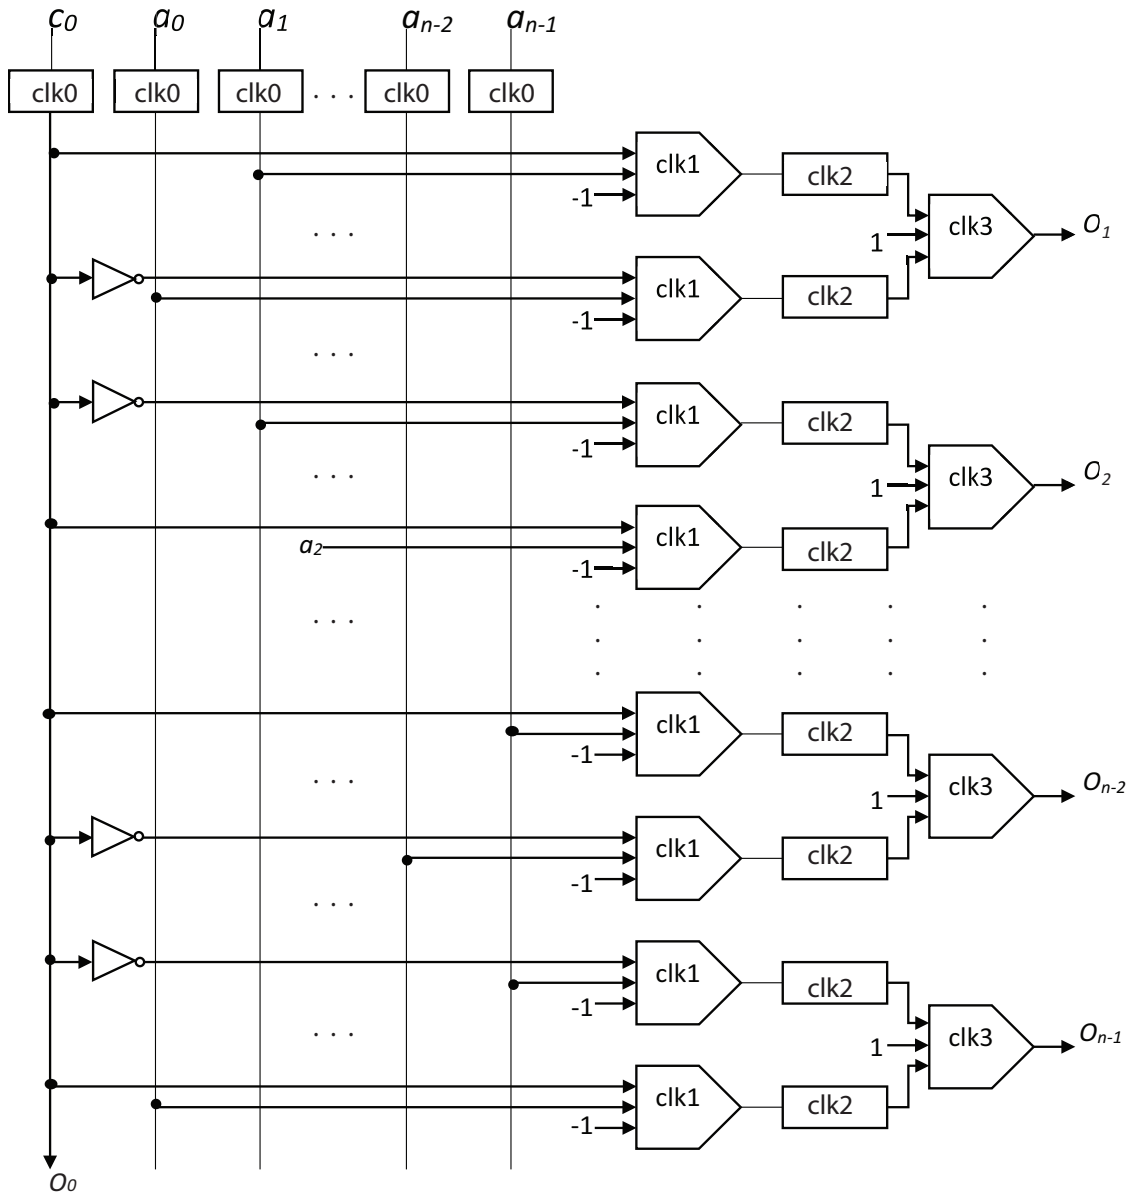 c0 a0 a1 an-2 an-1
clk0 clk0 clk0 . . . clk0 clk0
clk1 clk2
-1
clk3 O1
1
. . .
clk1 clk2
-1
. . .
clk1 clk2
-1
clk3 O2
1
. . .
clk1 clk2
a2
-1
. . .
clk1 clk2
-1
clk3 On-2
1
. . .
clk1 clk2
-1
. . .
clk1 clk2
-1
clk3 On-1
1
. . .
clk1 clk2
-1
O0